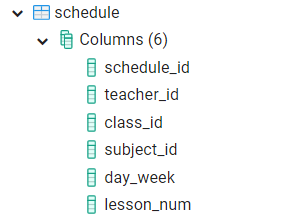 schedule
Columns (6)
schedule_id
teacher_id
class_id
subject_id
day_week
lesson_num